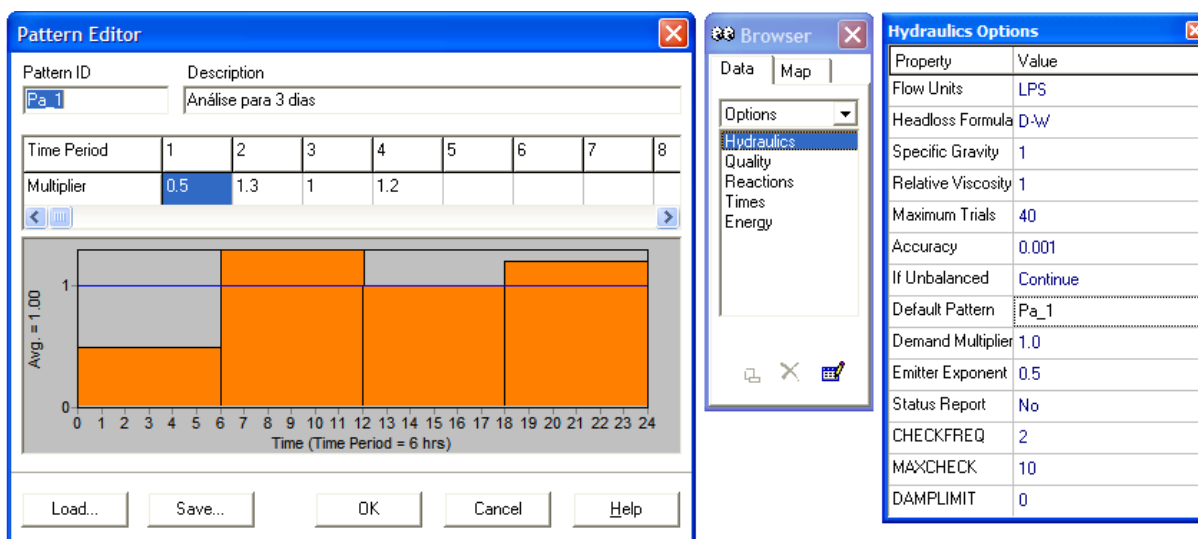 Pattern Editor
Pattern ID Description
Pa_1 Análise para 3 dias
Time Period 1 2 3 4 5 6 7 8
Multiplier 0.5 1.3 1 1.2
Avg. = 1.00
1
0
0 1 2 3 4 5 6 7 8 9 10 11 12 13 14 15 16 17 18 19 20 21 22 23 24
Time (Time Period = 6 hrs)
Load... Save... OK Cancel Help
Browser
Data Map
Options
Hydraulics
Quality
Reactions
Times
Energy
Hydraulics Options
Property Value
Flow Units LPS
Headloss Formula D-W
Specific Gravity 1
Relative Viscosity 1
Maximum Trials 40
Accuracy 0.001
If Unbalanced Continue
Default Pattern Pa_1
Demand Multiplier 1.0
Emitter Exponent 0.5
Status Report No
CHECKFREQ 2
MAXCHECK 10
DAMPLIMIT 0